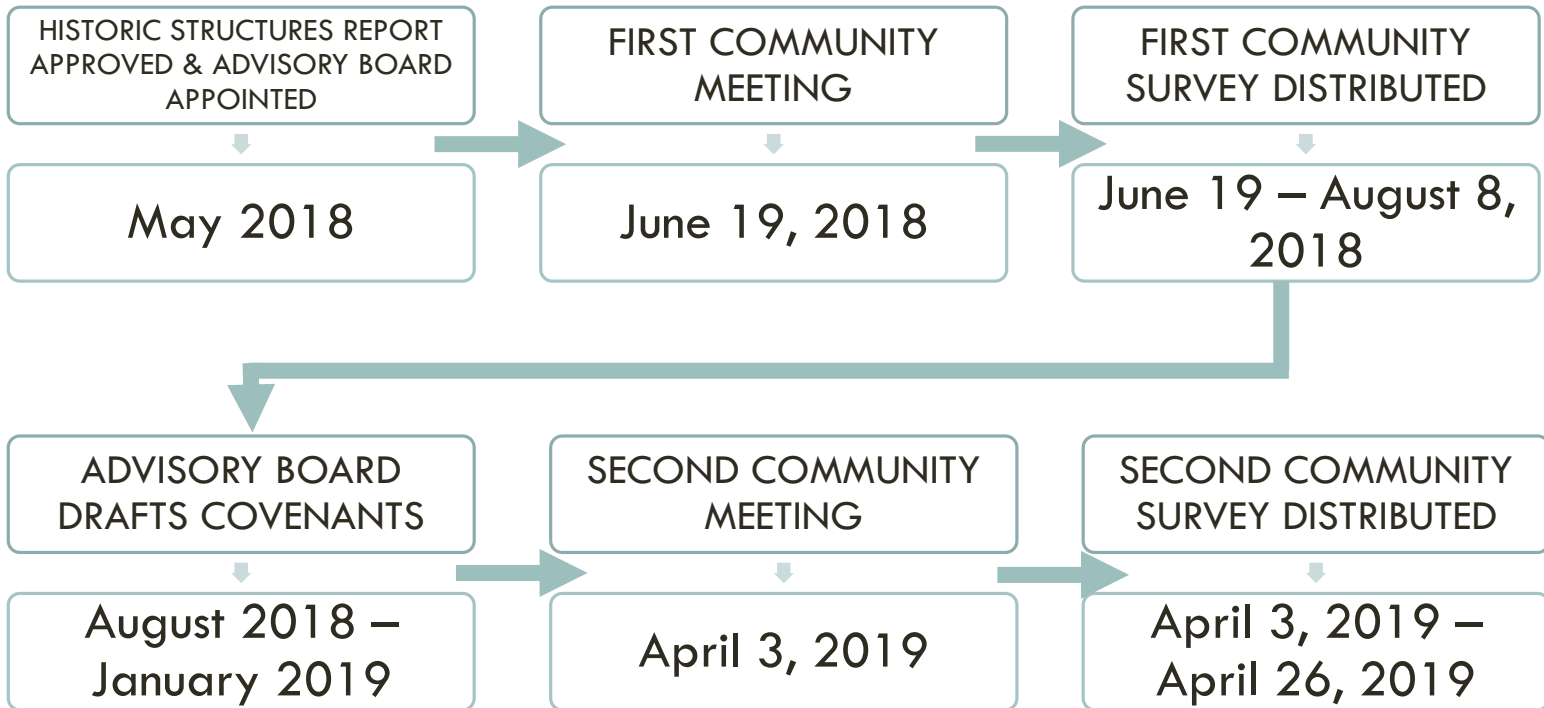 HISTORIC STRUCTURES REPORT
APPROVED & ADVISORY BOARD
APPOINTED
May 2018
FIRST COMMUNITY
MEETING
June 19, 2018
FIRST COMMUNITY
SURVEY DISTRIBUTED
June 19 – August 8,
2018
ADVISORY BOARD
DRAFTS COVENANTS
August 2018 –
January 2019
SECOND COMMUNITY
MEETING
April 3, 2019
SECOND COMMUNITY
SURVEY DISTRIBUTED
April 3, 2019 –
April 26, 2019